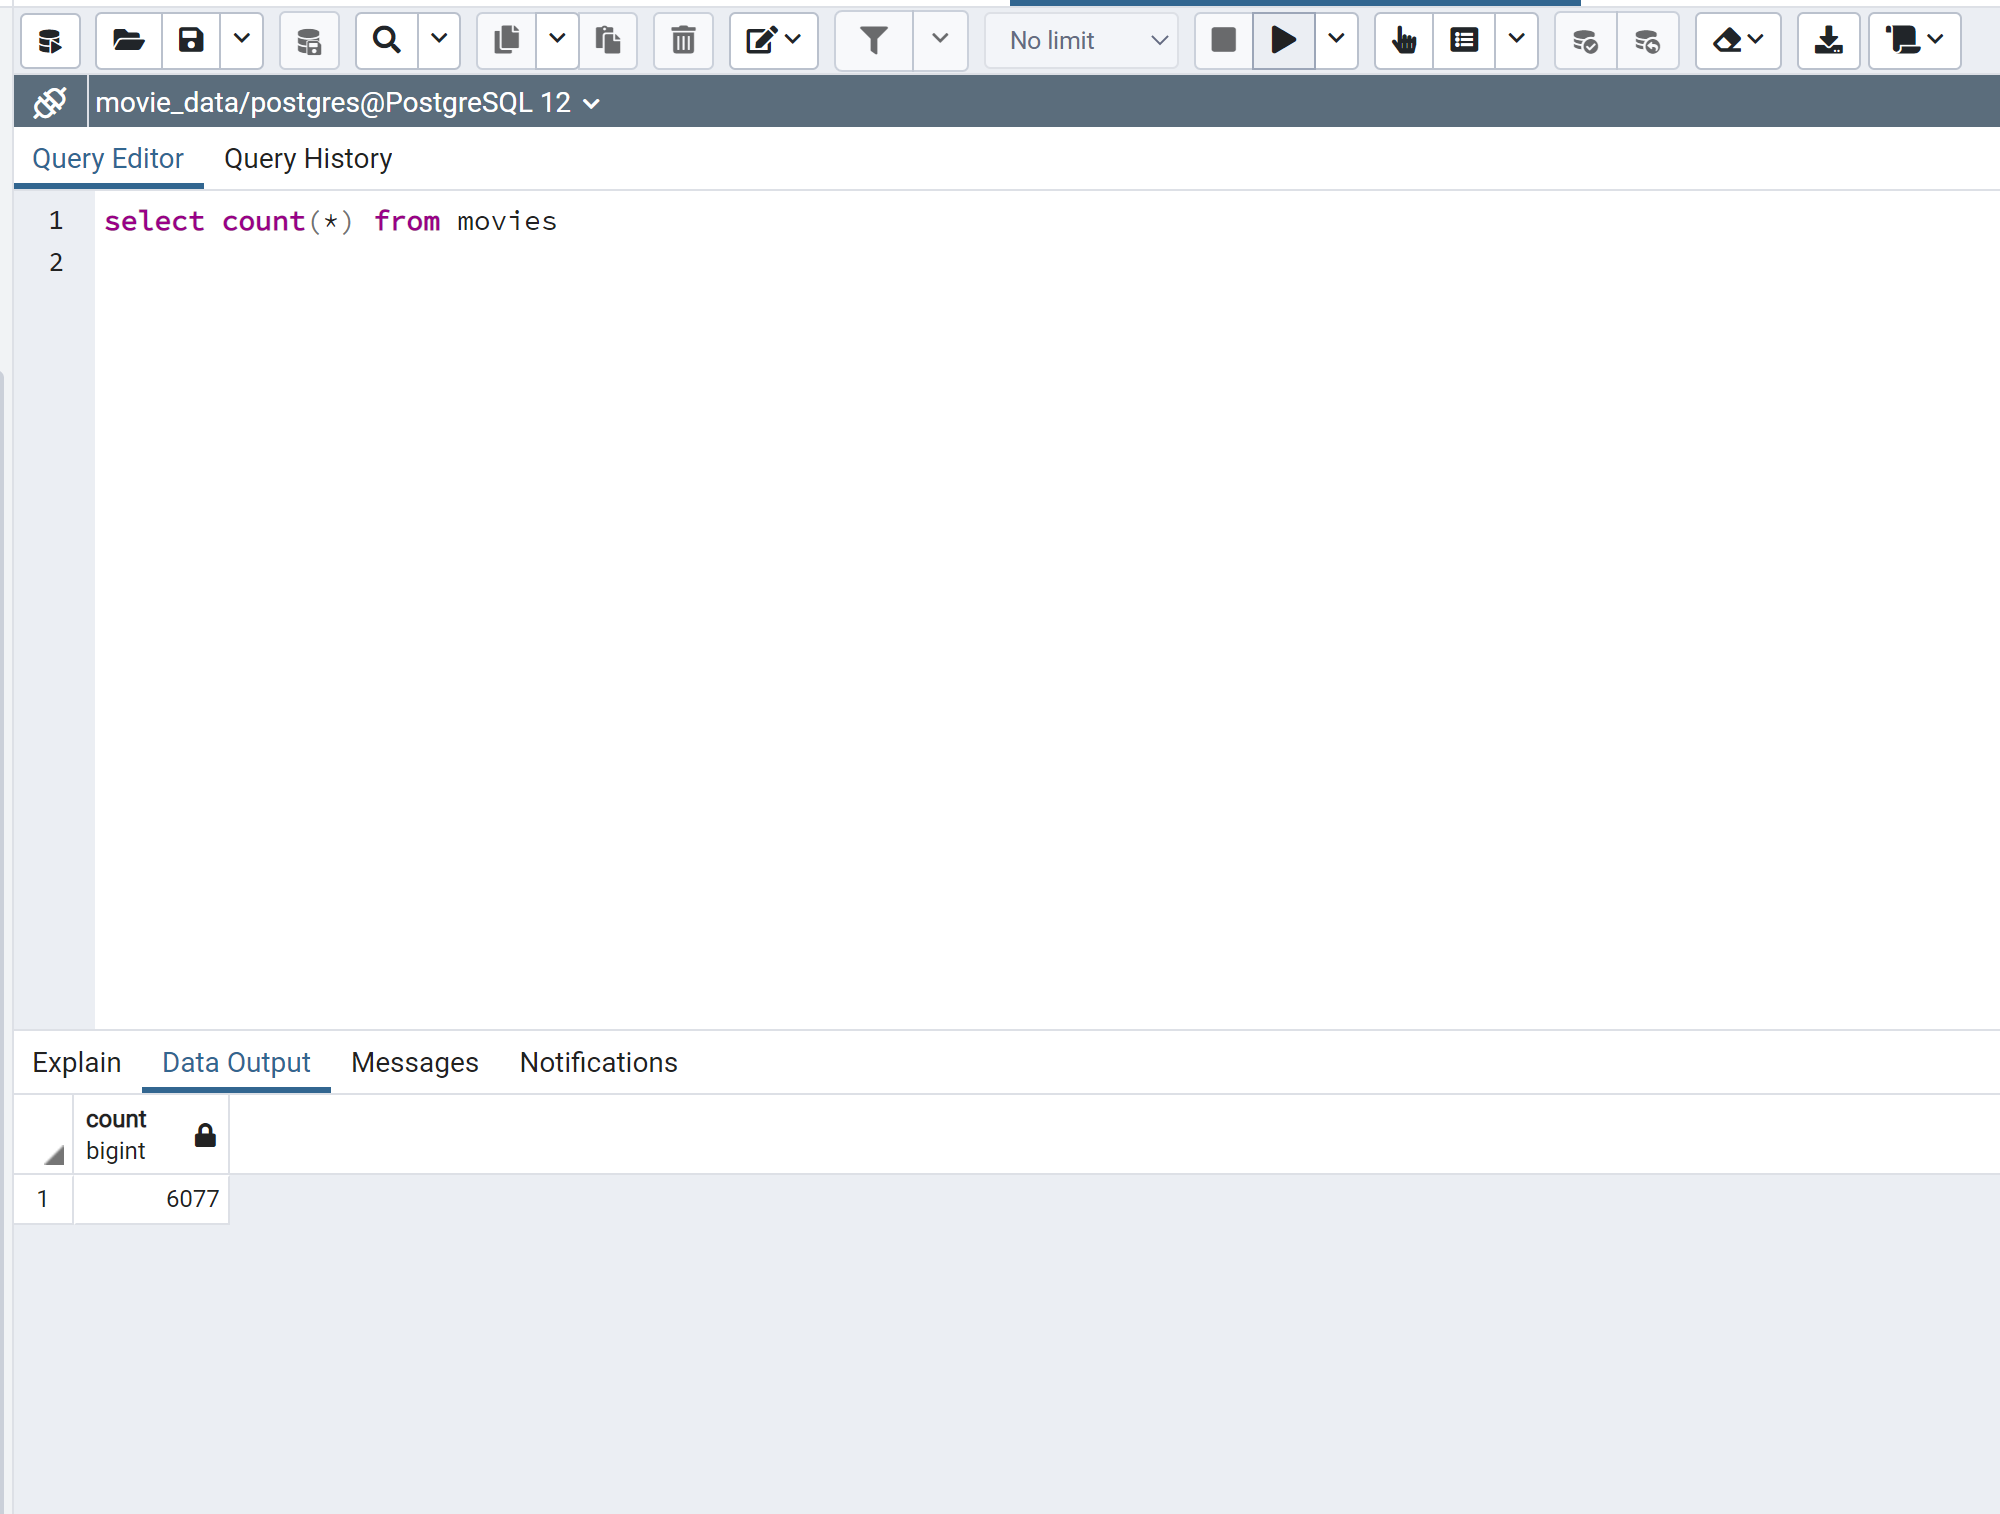 No limit
movie_data/postgres@PostgreSQL 12
Query Editor Query History
1 select count(*) from movies
2
Explain Data Output Messages Notifications
count
bigint
1 6077